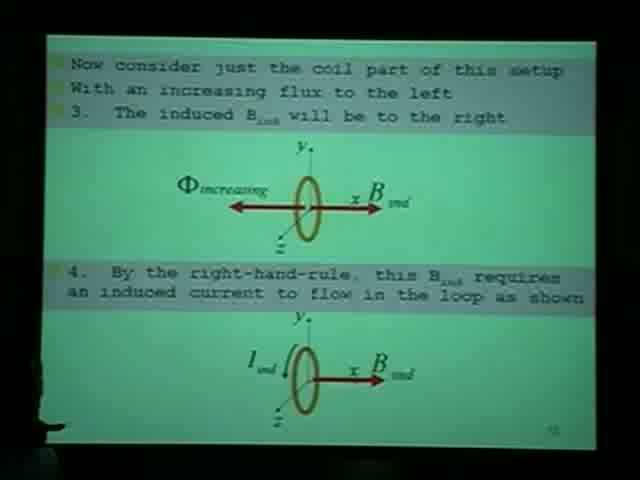 Now consider just the coil part of this setup
With an increasing flux to the left
3. The induced Bind will be to the right
y
Φincreasing
x Bind
z
4. By the right-hand-rule, this Bind requires
an induced current to flow in the loop as shown
y
Iind
x Bind
z